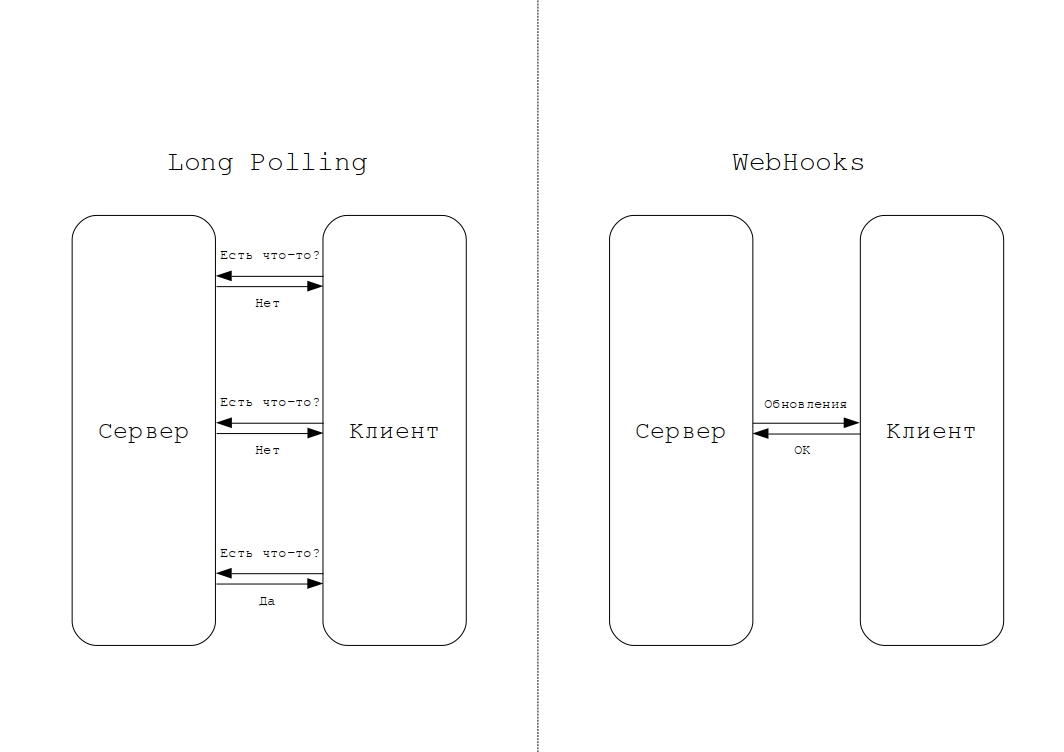 Long Polling
Есть что-то?
Нет
Есть что-то?
Сервер
Клиент
Нет
Есть что-то?
Да
WebHooks
Обновления
Сервер
Клиент
OK